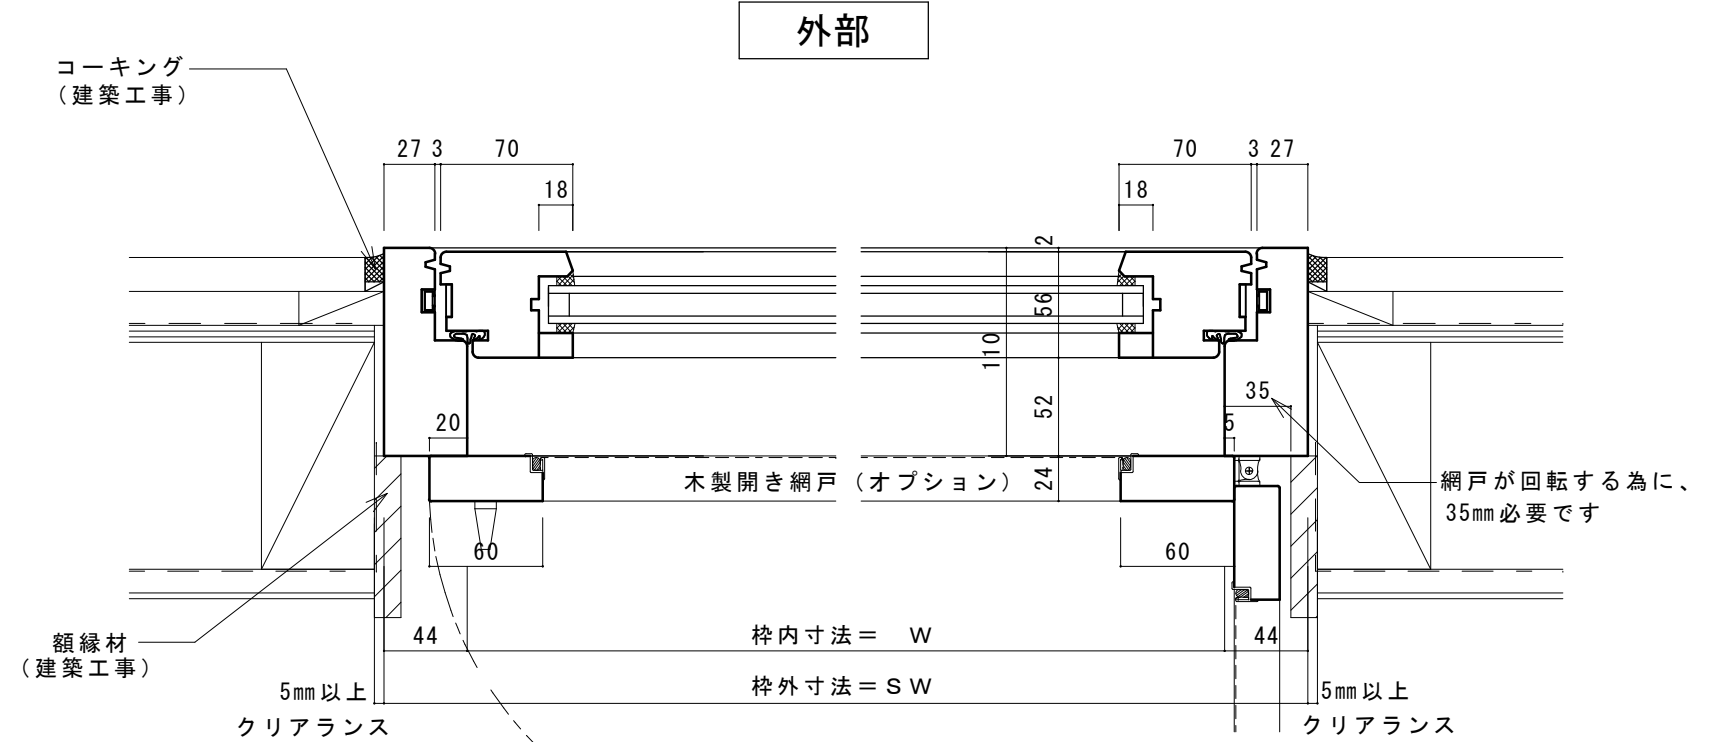 外部
コーキング
（建築工事）
27 3 70
70 3 27
18
18
2
56
110
35
20
52
5
木製開き網戸（オプション）
24
網戸が回転する為に、
35㎜必要です
60
60
額縁材
（建築工事）
44
枠内寸法＝ W
44
5㎜以上
クリアランス
枠外寸法＝ＳＷ
5㎜以上
クリアランス